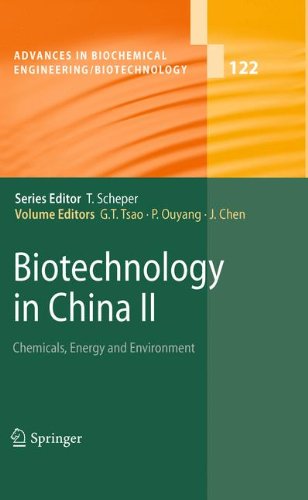 ADVANCES IN BIOCHEMICAL
ENGINEERING/BIOTECHNOLOGY
122
Series Editor T. Scheper
Volume Editors G.T. Tsao · P. Ouyang · J. Chen
Biotechnology
in China II
Chemicals, Energy and Environment
Springer